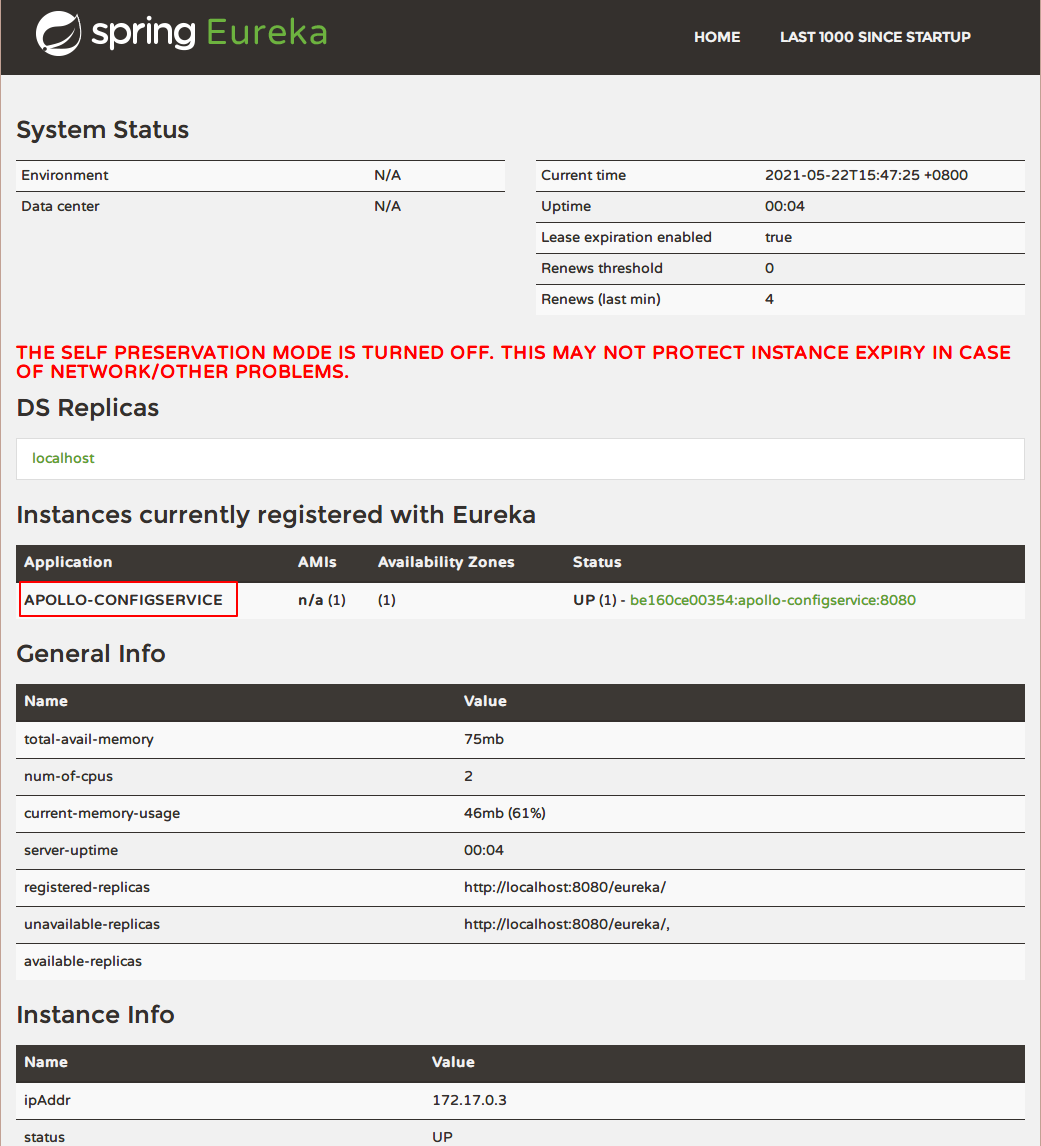 spring Eureka
HOME LAST 1000 SINCE STARTUP
System Status
Environment N/A
Data center N/A
Current time 2021-05-22T15:47:25 +0800
Uptime 00:04
Lease expiration enabled true
Renews threshold 0
Renews (last min) 4
THE SELF PRESERVATION MODE IS TURNED OFF. THIS MAY NOT PROTECT INSTANCE EXPIRY IN CASE
OF NETWORK/OTHER PROBLEMS.
DS Replicas
localhost
Instances currently registered with Eureka
Application AMIs Availability Zones Status
APOLLO-CONFIGSERVICE n/a (1) (1) UP (1) - be160ce00354:apollo-configservice:8080
General Info
Name Value
total-avail-memory 75mb
num-of-cpus 2
current-memory-usage 46mb (61%)
server-uptime 00:04
registered-replicas http://localhost:8080/eureka/
unavailable-replicas http://localhost:8080/eureka/,
available-replicas
Instance Info
Name Value
ipAddr 172.17.0.3
status UP